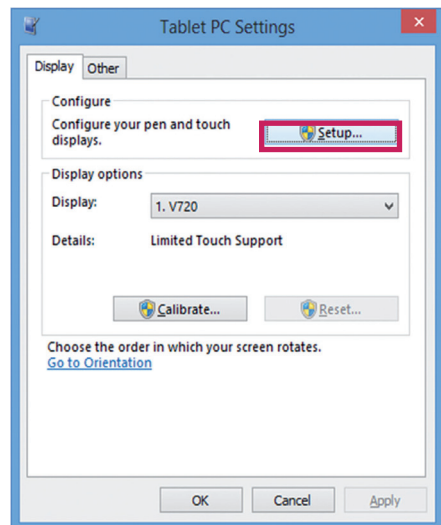 Tablet PC Settings
Display Other
Configure
Configure your pen and touch
displays.
Setup...
Display options
Display: 1. V720
Details: Limited Touch Support
Calibrate... Reset...
Choose the order in which your screen rotates.
Go to Orientation
OK Cancel Apply